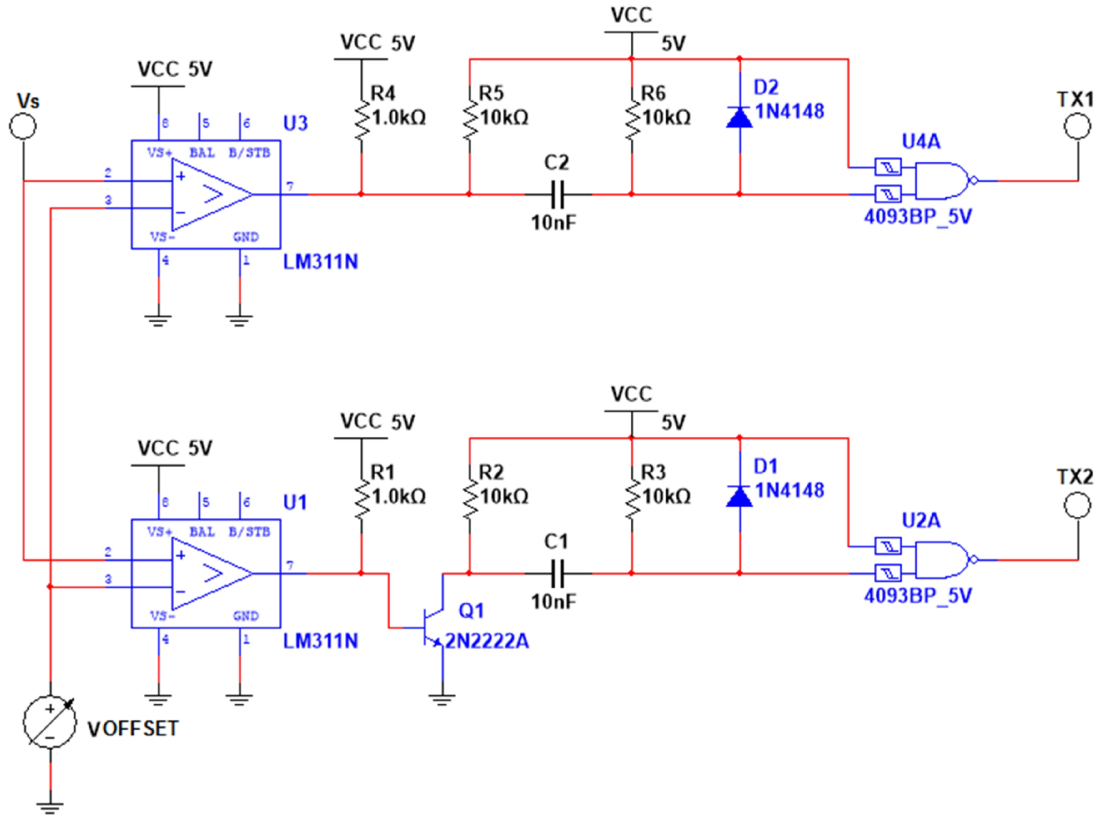 VCC
5V
VCC 5V
VCC 5V
Vs
R4
1.0kΩ
R5
10kΩ
R6
10kΩ
D2
1N4148
TX1
8
5
6
U3
VS+
BAL
B/STB
U4A
2
+
3
−
7
C2
10nF
4093BP_5V
VS-
GND
4
1
LM311N
VCC
5V
VCC 5V
VCC 5V
R1
1.0kΩ
R2
10kΩ
R3
10kΩ
D1
1N4148
TX2
8
5
6
U1
VS+
BAL
B/STB
U2A
2
+
3
−
7
C1
10nF
4093BP_5V
VS-
GND
4
1
LM311N
Q1
2N2222A
+
−
VOFFSET